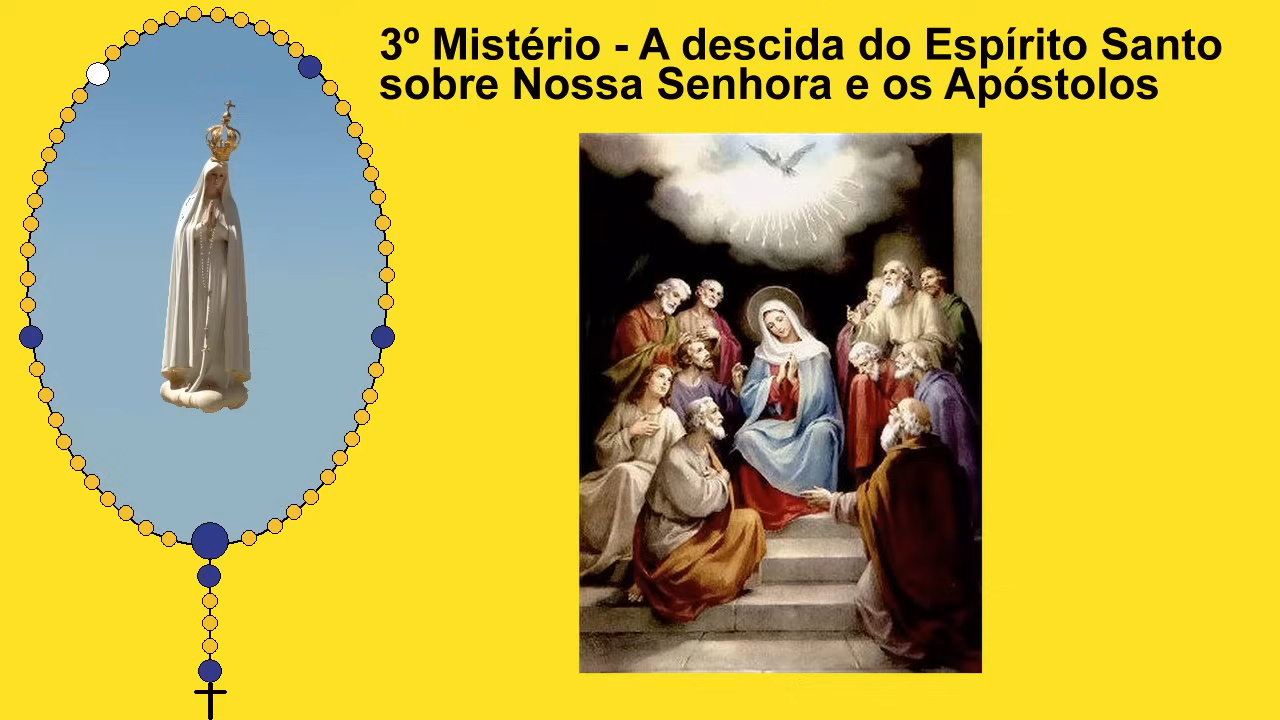 3º Mistério - A descida do Espírito Santo
sobre Nossa Senhora e os Apóstolos